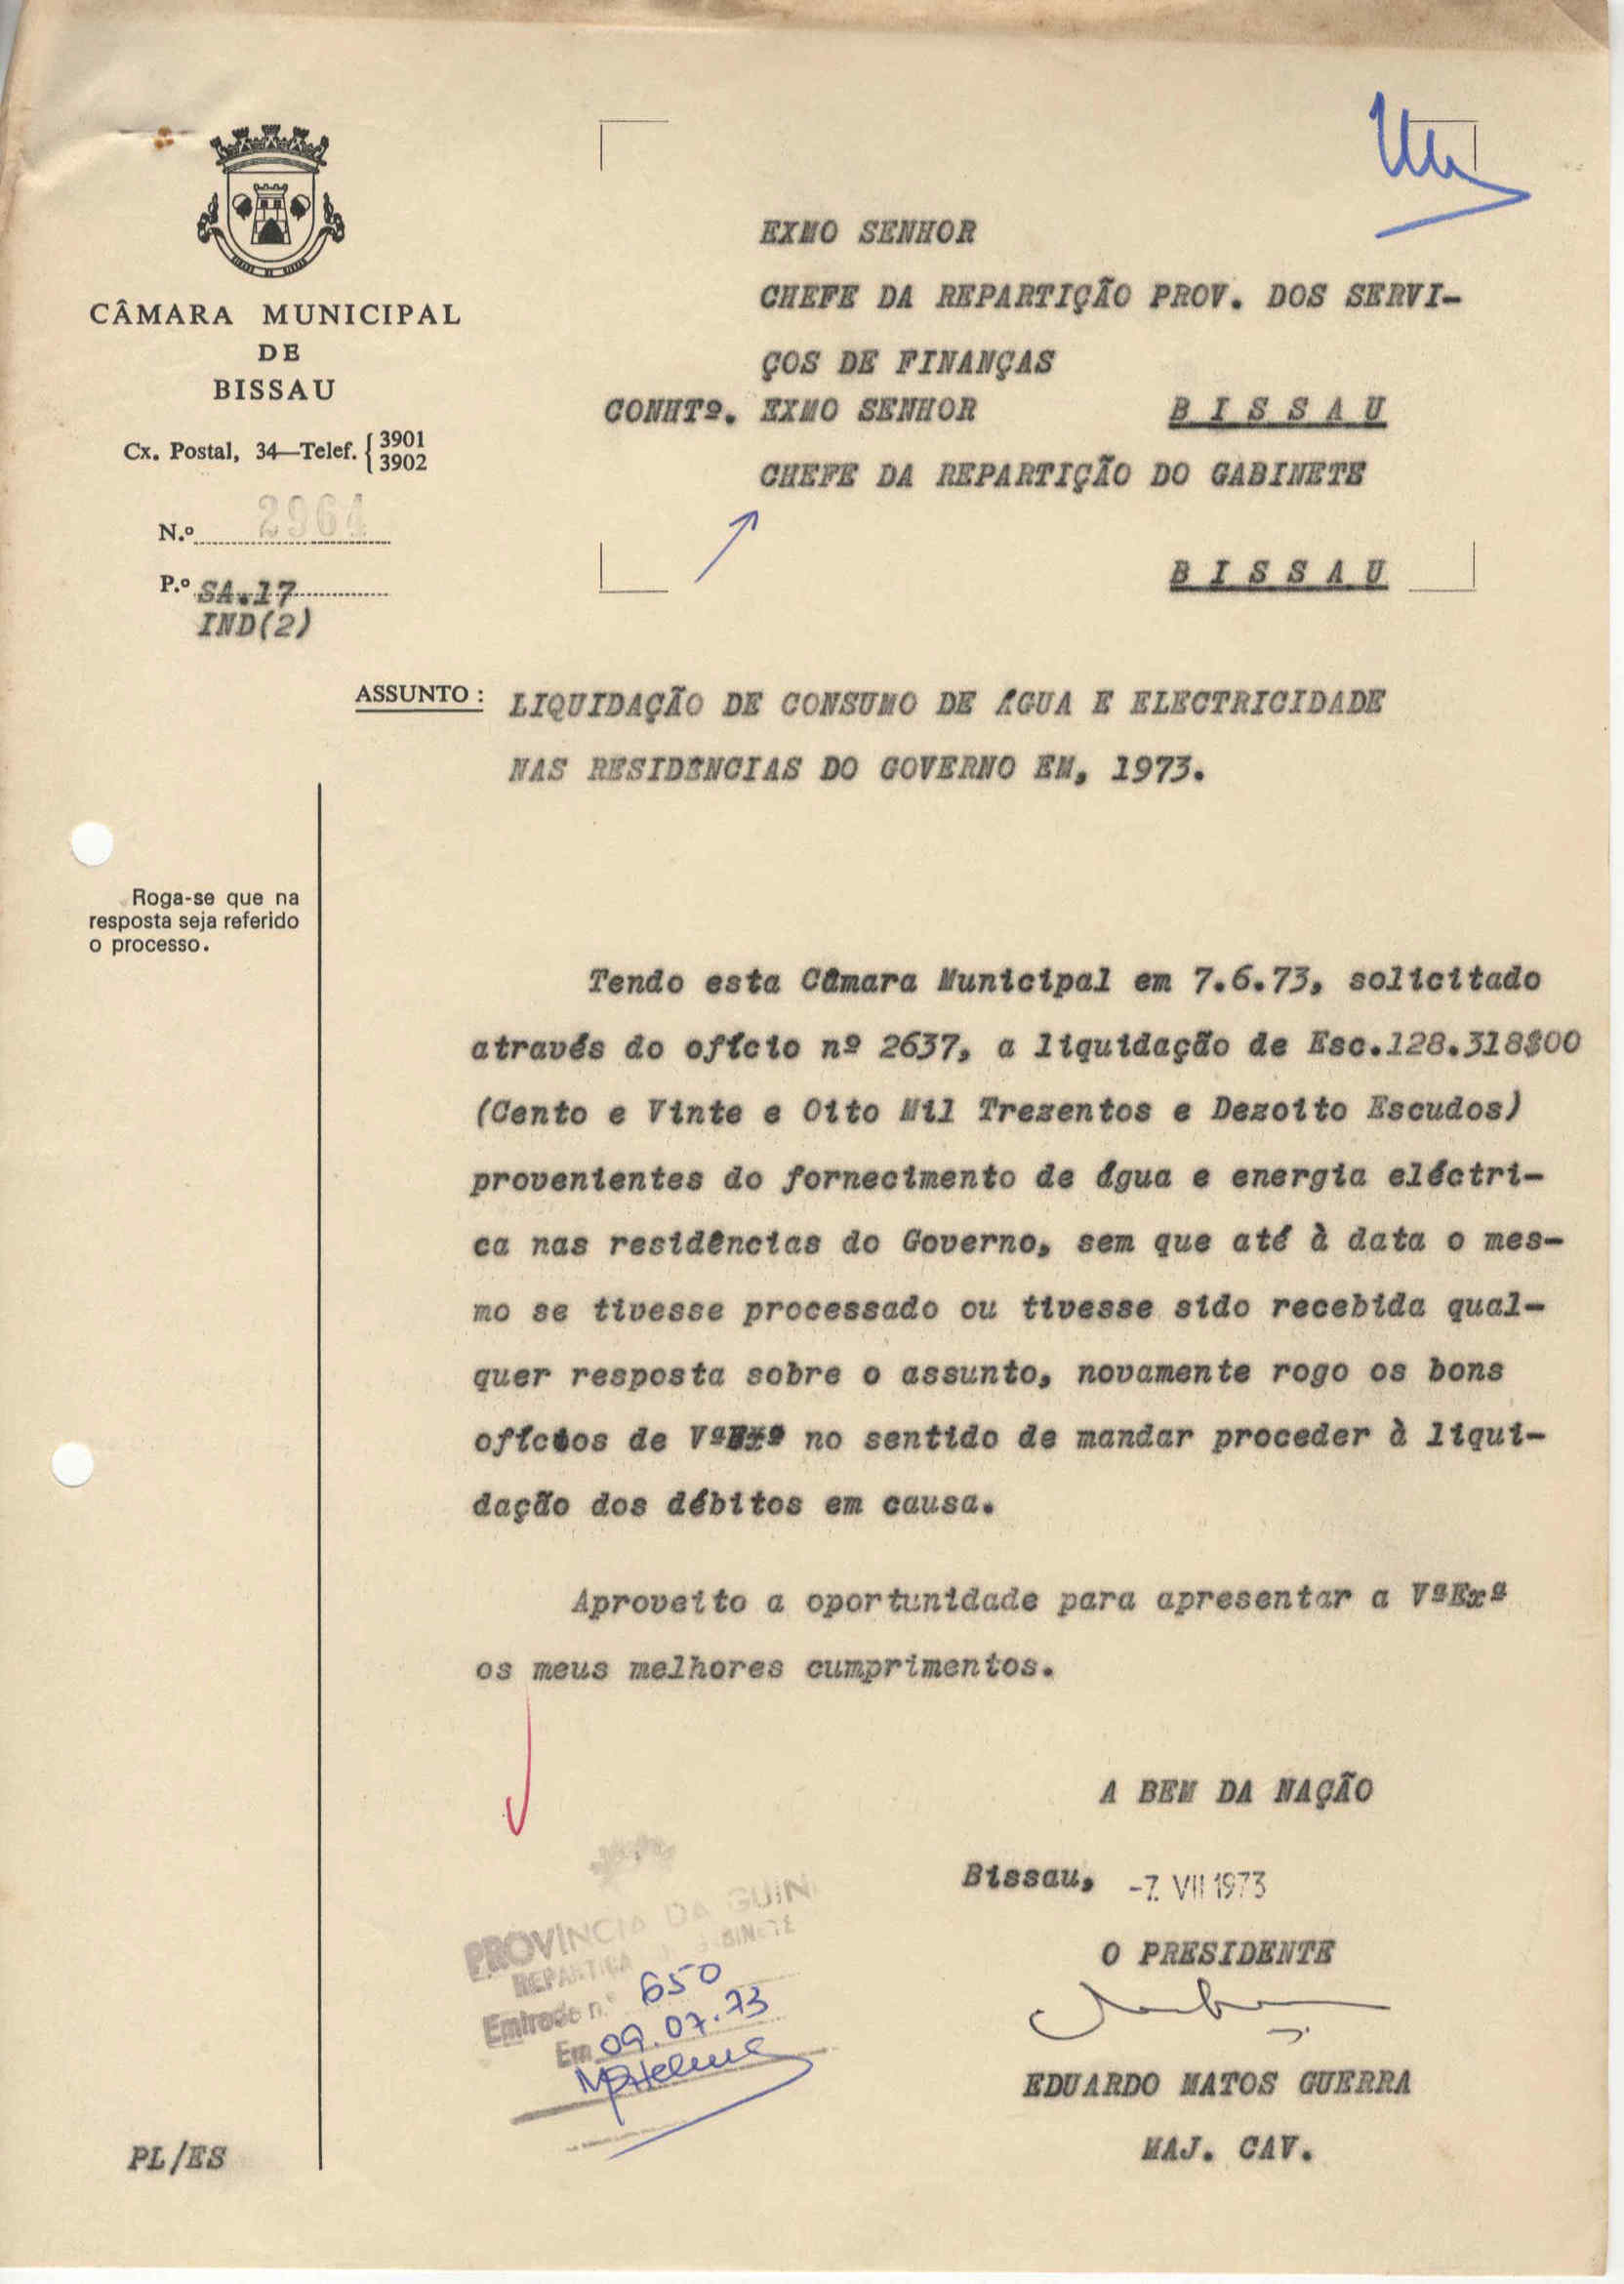 CÂMARA MUNICIPAL
DE
BISSAU
Cx. Postal, 34—Telef. { 3901
3902
N.º 2964
P.º SA.17
IND(2)
EXMO SENHOR
CHEFE DA REPARTIÇÃO PROV. DOS SERVI-
ÇOS DE FINANÇAS
BISSAU
CONHTº. EXMO SENHOR
CHEFE DA REPARTIÇÃO DO GABINETE
BISSAU
ASSUNTO: LIQUIDAÇÃO DE CONSUMO DE ÁGUA E ELECTRICIDADE
NAS RESIDÊNCIAS DO GOVERNO EM, 1973.
Roga-se que na
resposta seja referido
o processo.
Tendo esta Câmara Municipal em 7.6.73, solicitado
através do ofício nº 2637, a liquidação de Esc.128.318$00
(Cento e Vinte e Oito Mil Trezentos e Dezoito Escudos)
provenientes do fornecimento de água e energia eléctri-
ca nas residências do Governo, sem que até à data o mes-
mo se tivesse processado ou tivesse sido recebida qual-
quer resposta sobre o assunto, novamente rogo os bons
ofícios de VªExª no sentido de mandar proceder à liqui-
dação dos débitos em causa.
Aproveito a oportunidade para apresentar a VªExª
os meus melhores cumprimentos.
A BEM DA NAÇÃO
Bissau, -7. VII 1973
O PRESIDENTE
EDUARDO MATOS GUERRA
MAJ. CAV.
PROVÍNCIA DA GUIN
Entrada n.º 650
Em 09.07.73
PL/ES